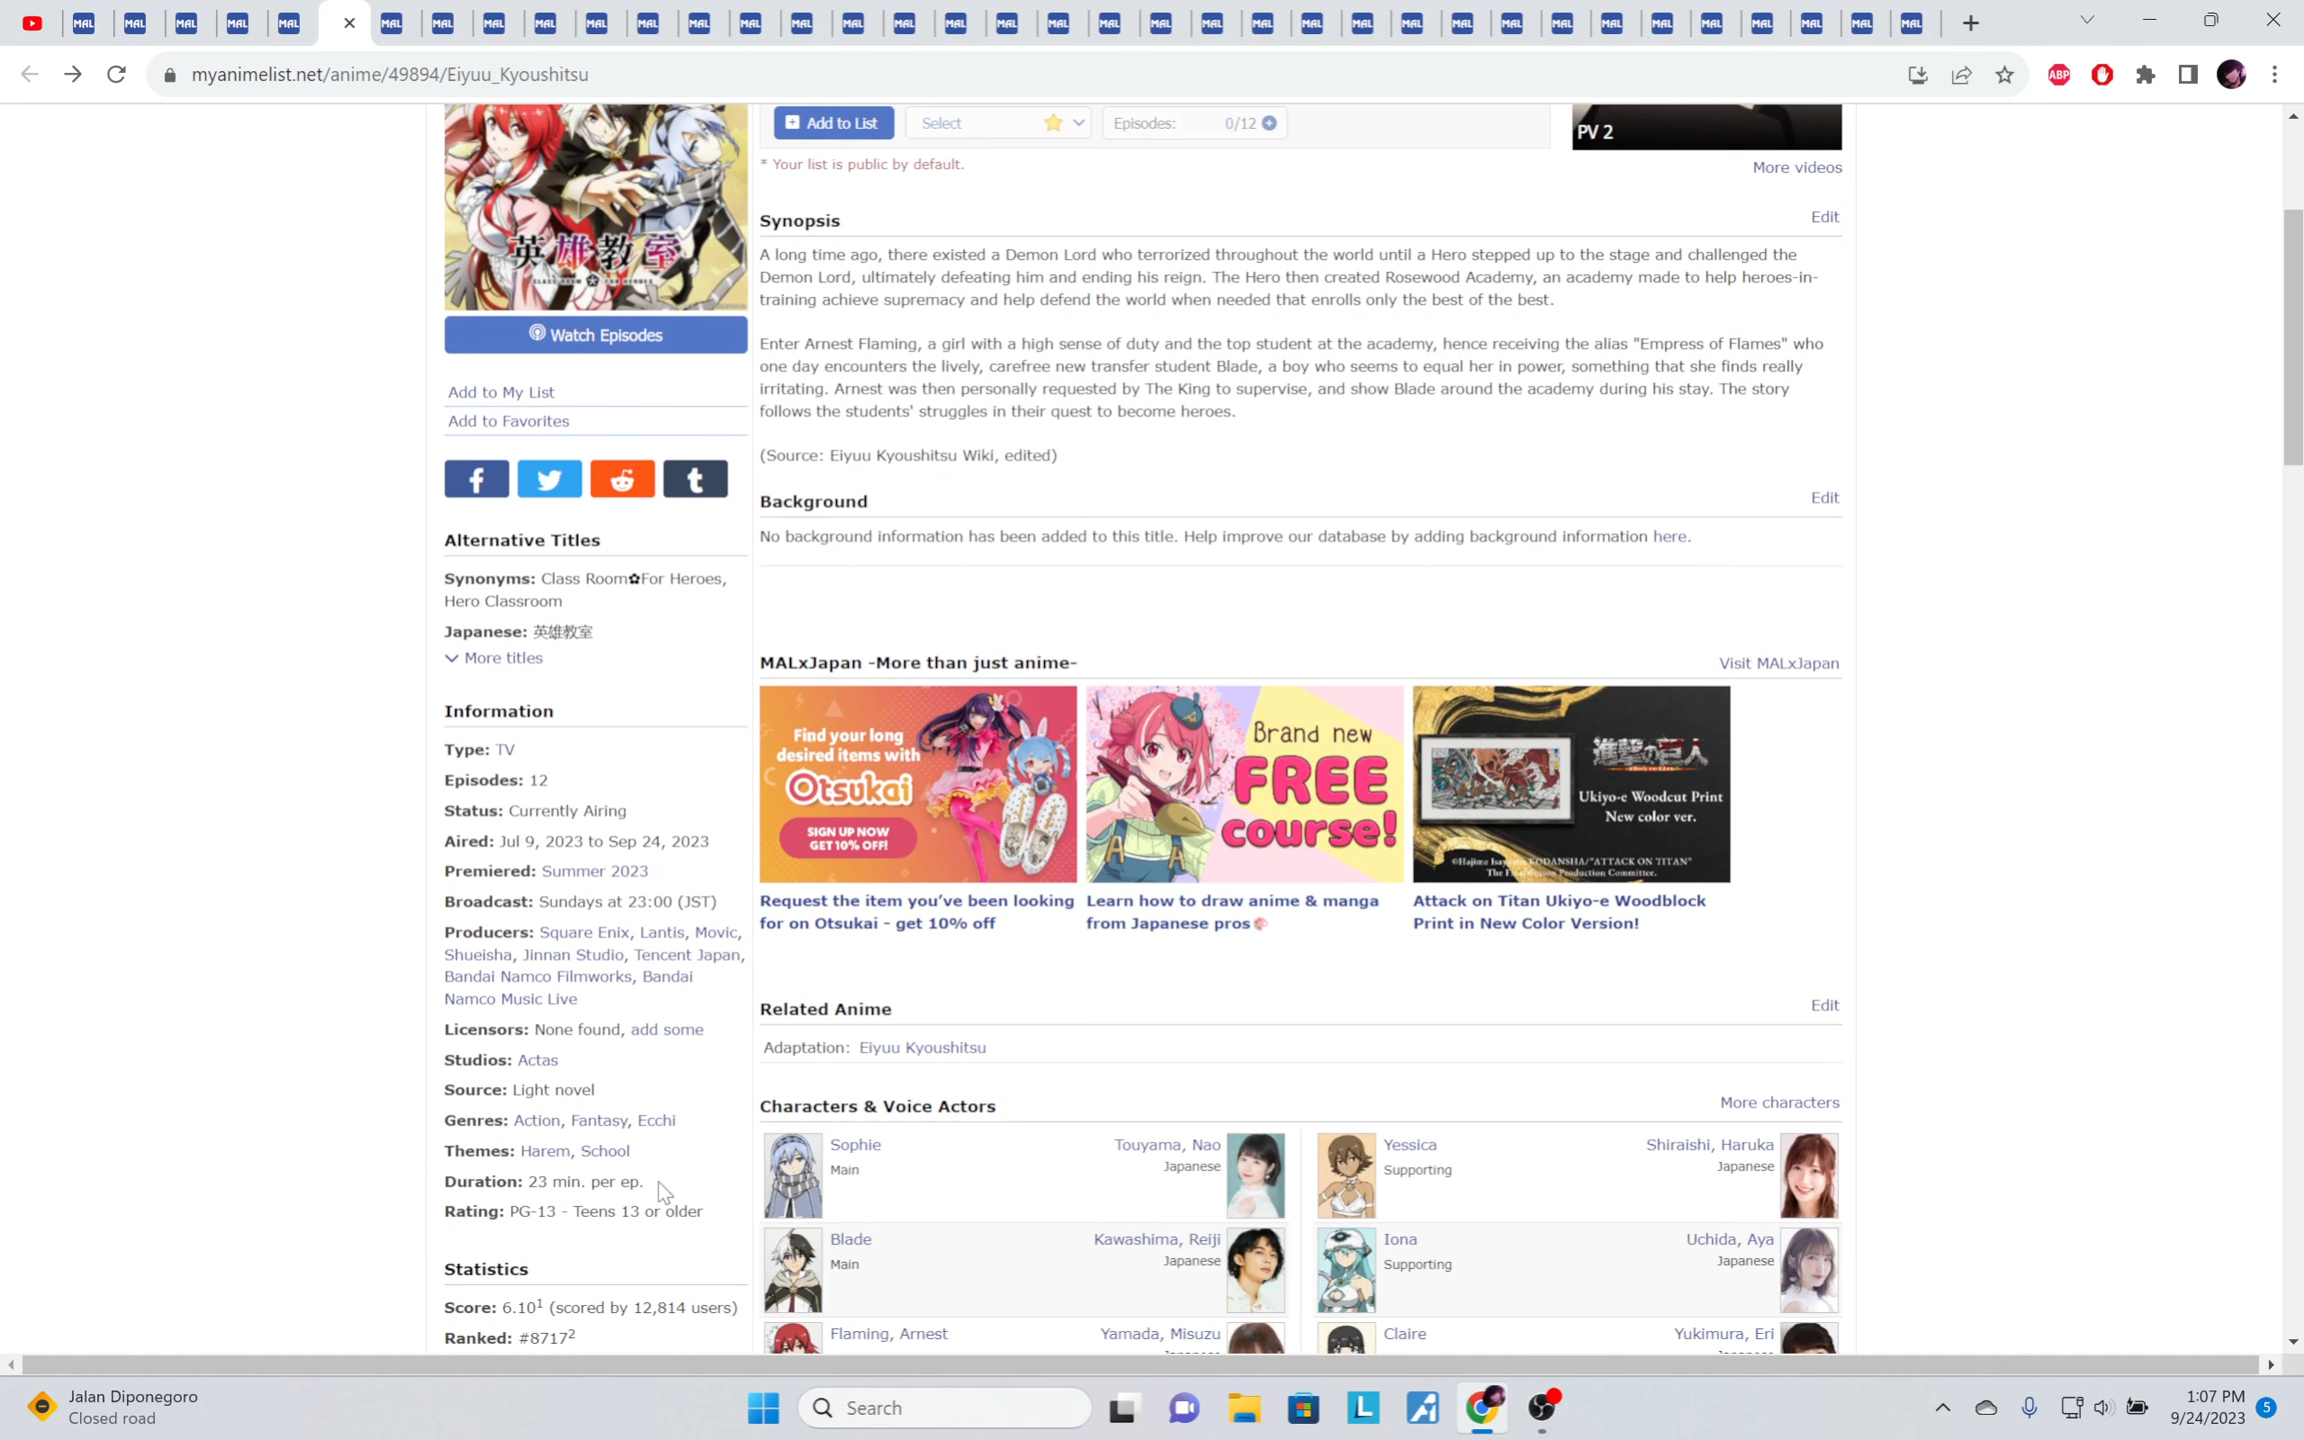 myanimelist.net/anime/49894/Eiyuu_Kyoushitsu
ABP
Add to List
Select
Episodes: 0/12
PV 2
* Your list is public by default.
More videos
英雄教室
CLASS ROOM FOR HEROES
Watch Episodes
Add to My List
Add to Favorites
Alternative Titles
Synonyms: Class Room✿For Heroes,
Hero Classroom
Japanese: 英雄教室
More titles
Information
Type: TV
Episodes: 12
Status: Currently Airing
Aired: Jul 9, 2023 to Sep 24, 2023
Premiered: Summer 2023
Broadcast: Sundays at 23:00 (JST)
Producers: Square Enix, Lantis, Movic,
Shueisha, Jinnan Studio, Tencent Japan,
Bandai Namco Filmworks, Bandai
Namco Music Live
Licensors: None found, add some
Studios: Actas
Source: Light novel
Genres: Action, Fantasy, Ecchi
Themes: Harem, School
Duration: 23 min. per ep.
Rating: PG-13 - Teens 13 or older
Statistics
Score: 6.10¹ (scored by 12,814 users)
Ranked: #8717²
Synopsis
Edit
A long time ago, there existed a Demon Lord who terrorized throughout the world until a Hero stepped up to the stage and challenged the
Demon Lord, ultimately defeating him and ending his reign. The Hero then created Rosewood Academy, an academy made to help heroes-in-
training achieve supremacy and help defend the world when needed that enrolls only the best of the best.
Enter Arnest Flaming, a girl with a high sense of duty and the top student at the academy, hence receiving the alias "Empress of Flames" who
one day encounters the lively, carefree new transfer student Blade, a boy who seems to equal her in power, something that she finds really
irritating. Arnest was then personally requested by The King to supervise, and show Blade around the academy during his stay. The story
follows the students' struggles in their quest to become heroes.
(Source: Eiyuu Kyoushitsu Wiki, edited)
Background
Edit
No background information has been added to this title. Help improve our database by adding background information here.
MALxJapan -More than just anime-
Visit MALxJapan
Find your long
desired items with
Otsukai
SIGN UP NOW
GET 10% OFF!
Brand new
FREE
course!
進撃の巨人
Ukiyo-e Woodcut Print
New color ver.
©Hajime Isayama, KODANSHA/"ATTACK ON TITAN"
The Final Season Production Committee.
Request the item you've been looking
for on Otsukai - get 10% off
Learn how to draw anime & manga
from Japanese pros
Attack on Titan Ukiyo-e Woodblock
Print in New Color Version!
Related Anime
Edit
Adaptation: Eiyuu Kyoushitsu
Characters & Voice Actors
More characters
Sophie
Main
Touyama, Nao
Japanese
Yessica
Supporting
Shiraishi, Haruka
Japanese
Blade
Main
Kawashima, Reiji
Japanese
Iona
Supporting
Uchida, Aya
Japanese
Flaming, Arnest
Yamada, Misuzu
Claire
Yukimura, Eri
Jalan Diponegoro
Closed road
Search
1:07 PM
9/24/2023
5